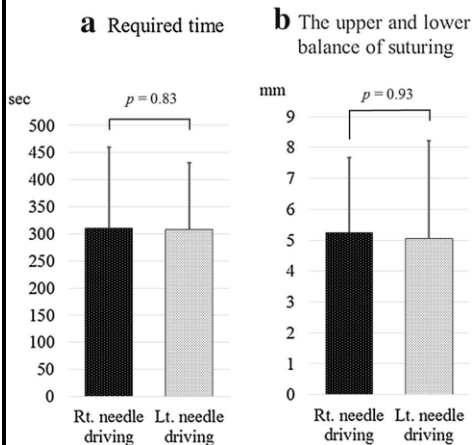 a Required time
sec
p = 0.83
500
450
400
350
300
250
200
150
100
50
0
Rt. needle Lt. needle
driving driving
b The upper and lower
balance of suturing
mm
p = 0.93
9
8
7
6
5
4
3
2
1
0
Rt. needle Lt. needle
driving driving